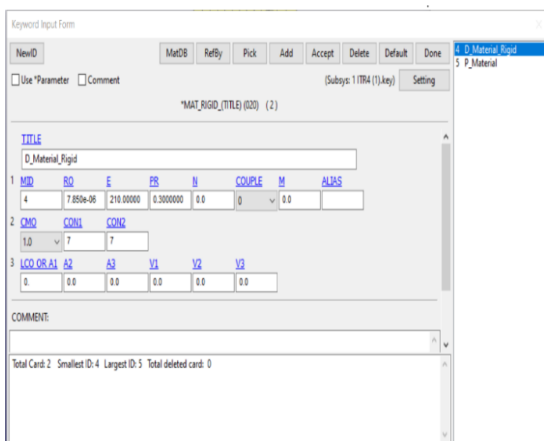 Keyword Input Form
NewID MatDB RefBy Pick Add Accept Delete Default Done
Use *Parameter Comment (Subsys: 1 ITR4 (1).key) Setting
*MAT_RIGID_(TITLE) (020) (2)
TITLE
D_Material_Rigid
1 MID RO E PR N COUPLE M ALIAS
4 7.850e-06 210.00000 0.3000000 0.0 0 0.0
2 CMO CON1 CON2
1.0 7 7
3 LCO OR A1 A2 A3 V1 V2 V3
0. 0.0 0.0 0.0 0.0 0.0
COMMENT:
Total Card: 2 Smallest ID: 4 Largest ID: 5 Total deleted card: 0
4 D_Material_Rigid
5 P_Material